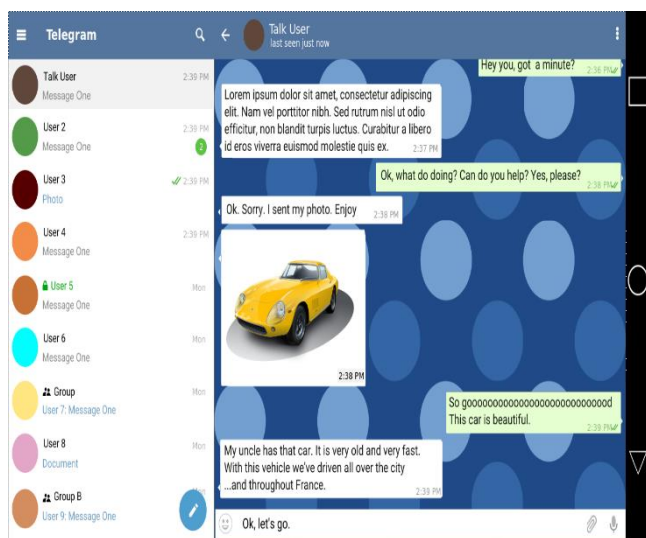 Telegram
Talk User
2:39 PM
Message One
User 2
2:39 PM
Message One
2
User 3
2:39 PM
Photo
User 4
2:39 PM
Message One
User 5
Mon
Message One
User 6
Mon
Message One
Group
Mon
User 7: Message One
User 8
Mon
Document
Group B
User 9: Message One
Talk User
last seen just now
Hey you, got a minute?
2:36 PM
Lorem ipsum dolor sit amet, consectetur adipiscing
elit. Nam vel porttitor nibh. Sed rutrum nisl ut odio
efficitur, non blandit turpis luctus. Curabitur a libero
id eros viverra euismod molestie quis ex.
2:37 PM
Ok, what do doing? Can do you help? Yes, please?
2:38 PM
Ok. Sorry. I sent my photo. Enjoy
2:38 PM
2:38 PM
So goooooooooooooooooooooooooood
This car is beautiful.
2:39 PM
My uncle has that car. It is very old and very fast.
With this vehicle we've driven all over the city
...and throughout France.
2:39 PM
Ok, let's go.